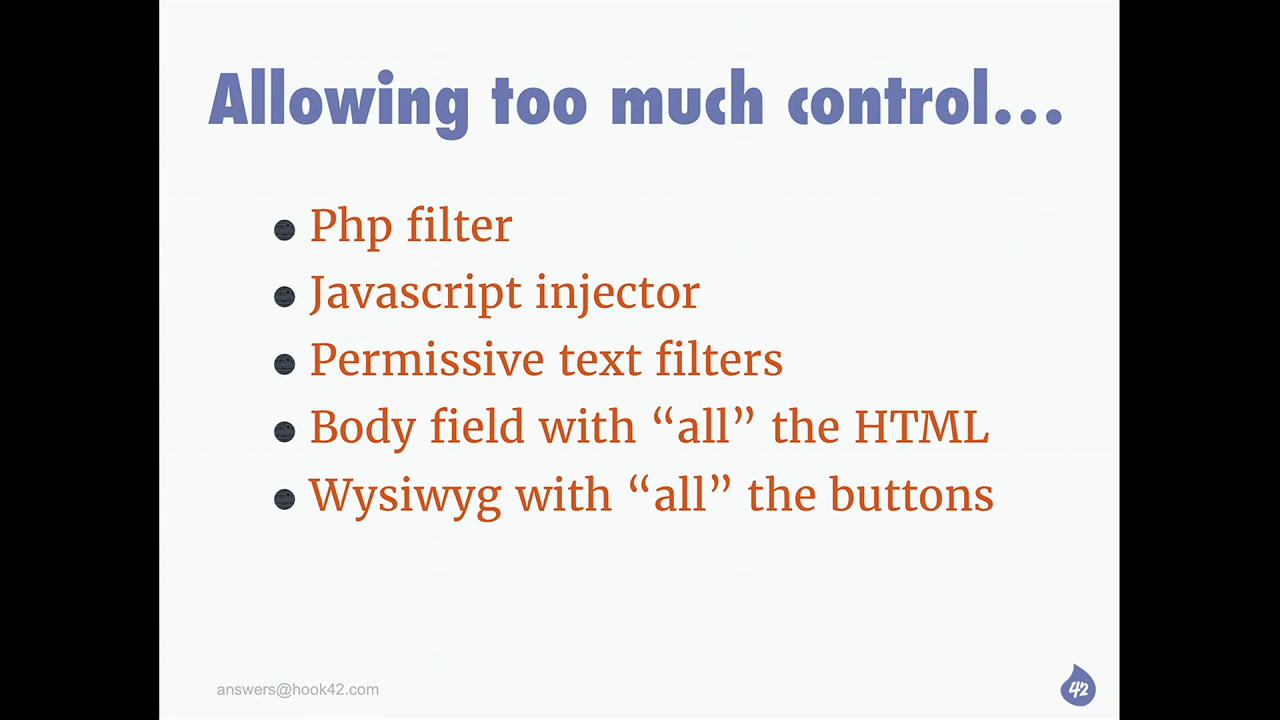 Allowing too much control...
Php filter
Javascript injector
Permissive text filters
Body field with “all” the HTML
Wysiwyg with “all” the buttons
answers@hook42.com
42